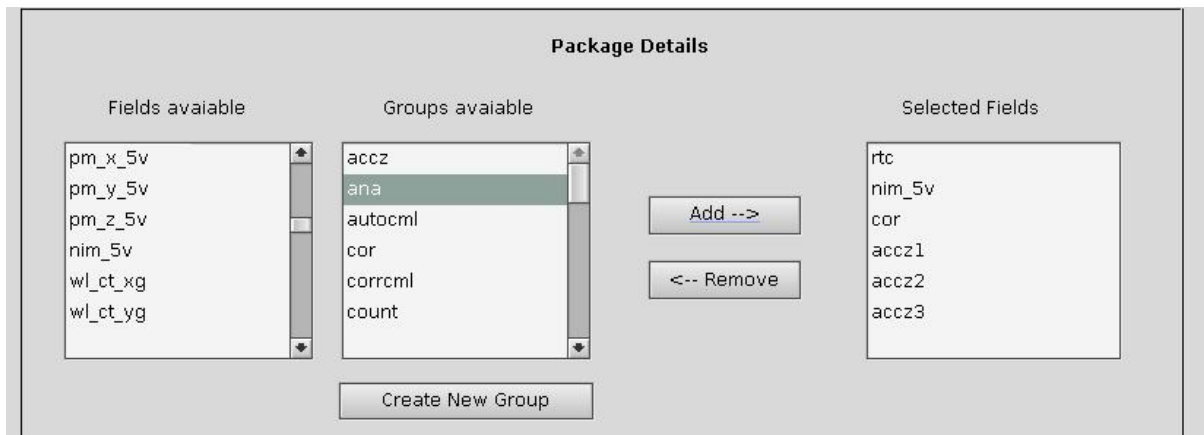 Package Details
Fields avaiable
Groups avaiable
Selected Fields
pm_x_5v
pm_y_5v
pm_z_5v
nim_5v
wl_ct_xg
wl_ct_yg
accz
ana
autocml
cor
corrcml
count
Add -->
<-- Remove
rtc
nim_5v
cor
accz1
accz2
accz3
Create New Group